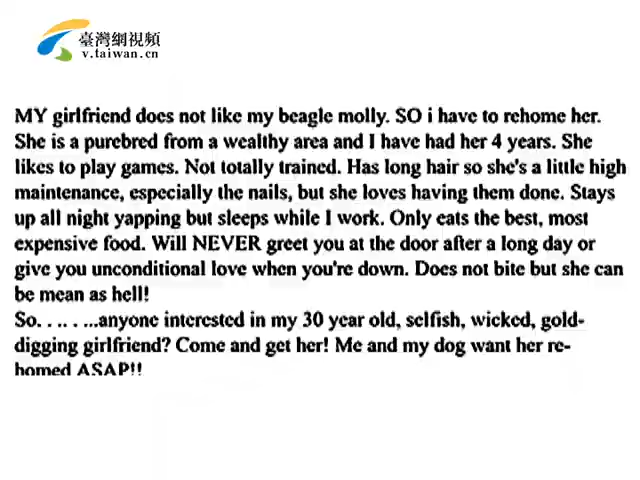 臺灣網視頻
v.taiwan.cn
MY girlfriend does not like my beagle molly. SO i have to rehome her.
She is a purebred from a wealthy area and I have had her 4 years. She
likes to play games. Not totally trained. Has long hair so she's a little high
maintenance, especially the nails, but she loves having them done. Stays
up all night yapping but sleeps while I work. Only eats the best, most
expensive food. Will NEVER greet you at the door after a long day or
give you unconditional love when you're down. Does not bite but she can
be mean as hell!
So. . .. . ...anyone interested in my 30 year old, selfish, wicked, gold-
digging girlfriend? Come and get her! Me and my dog want her re-
homed ASAP!!